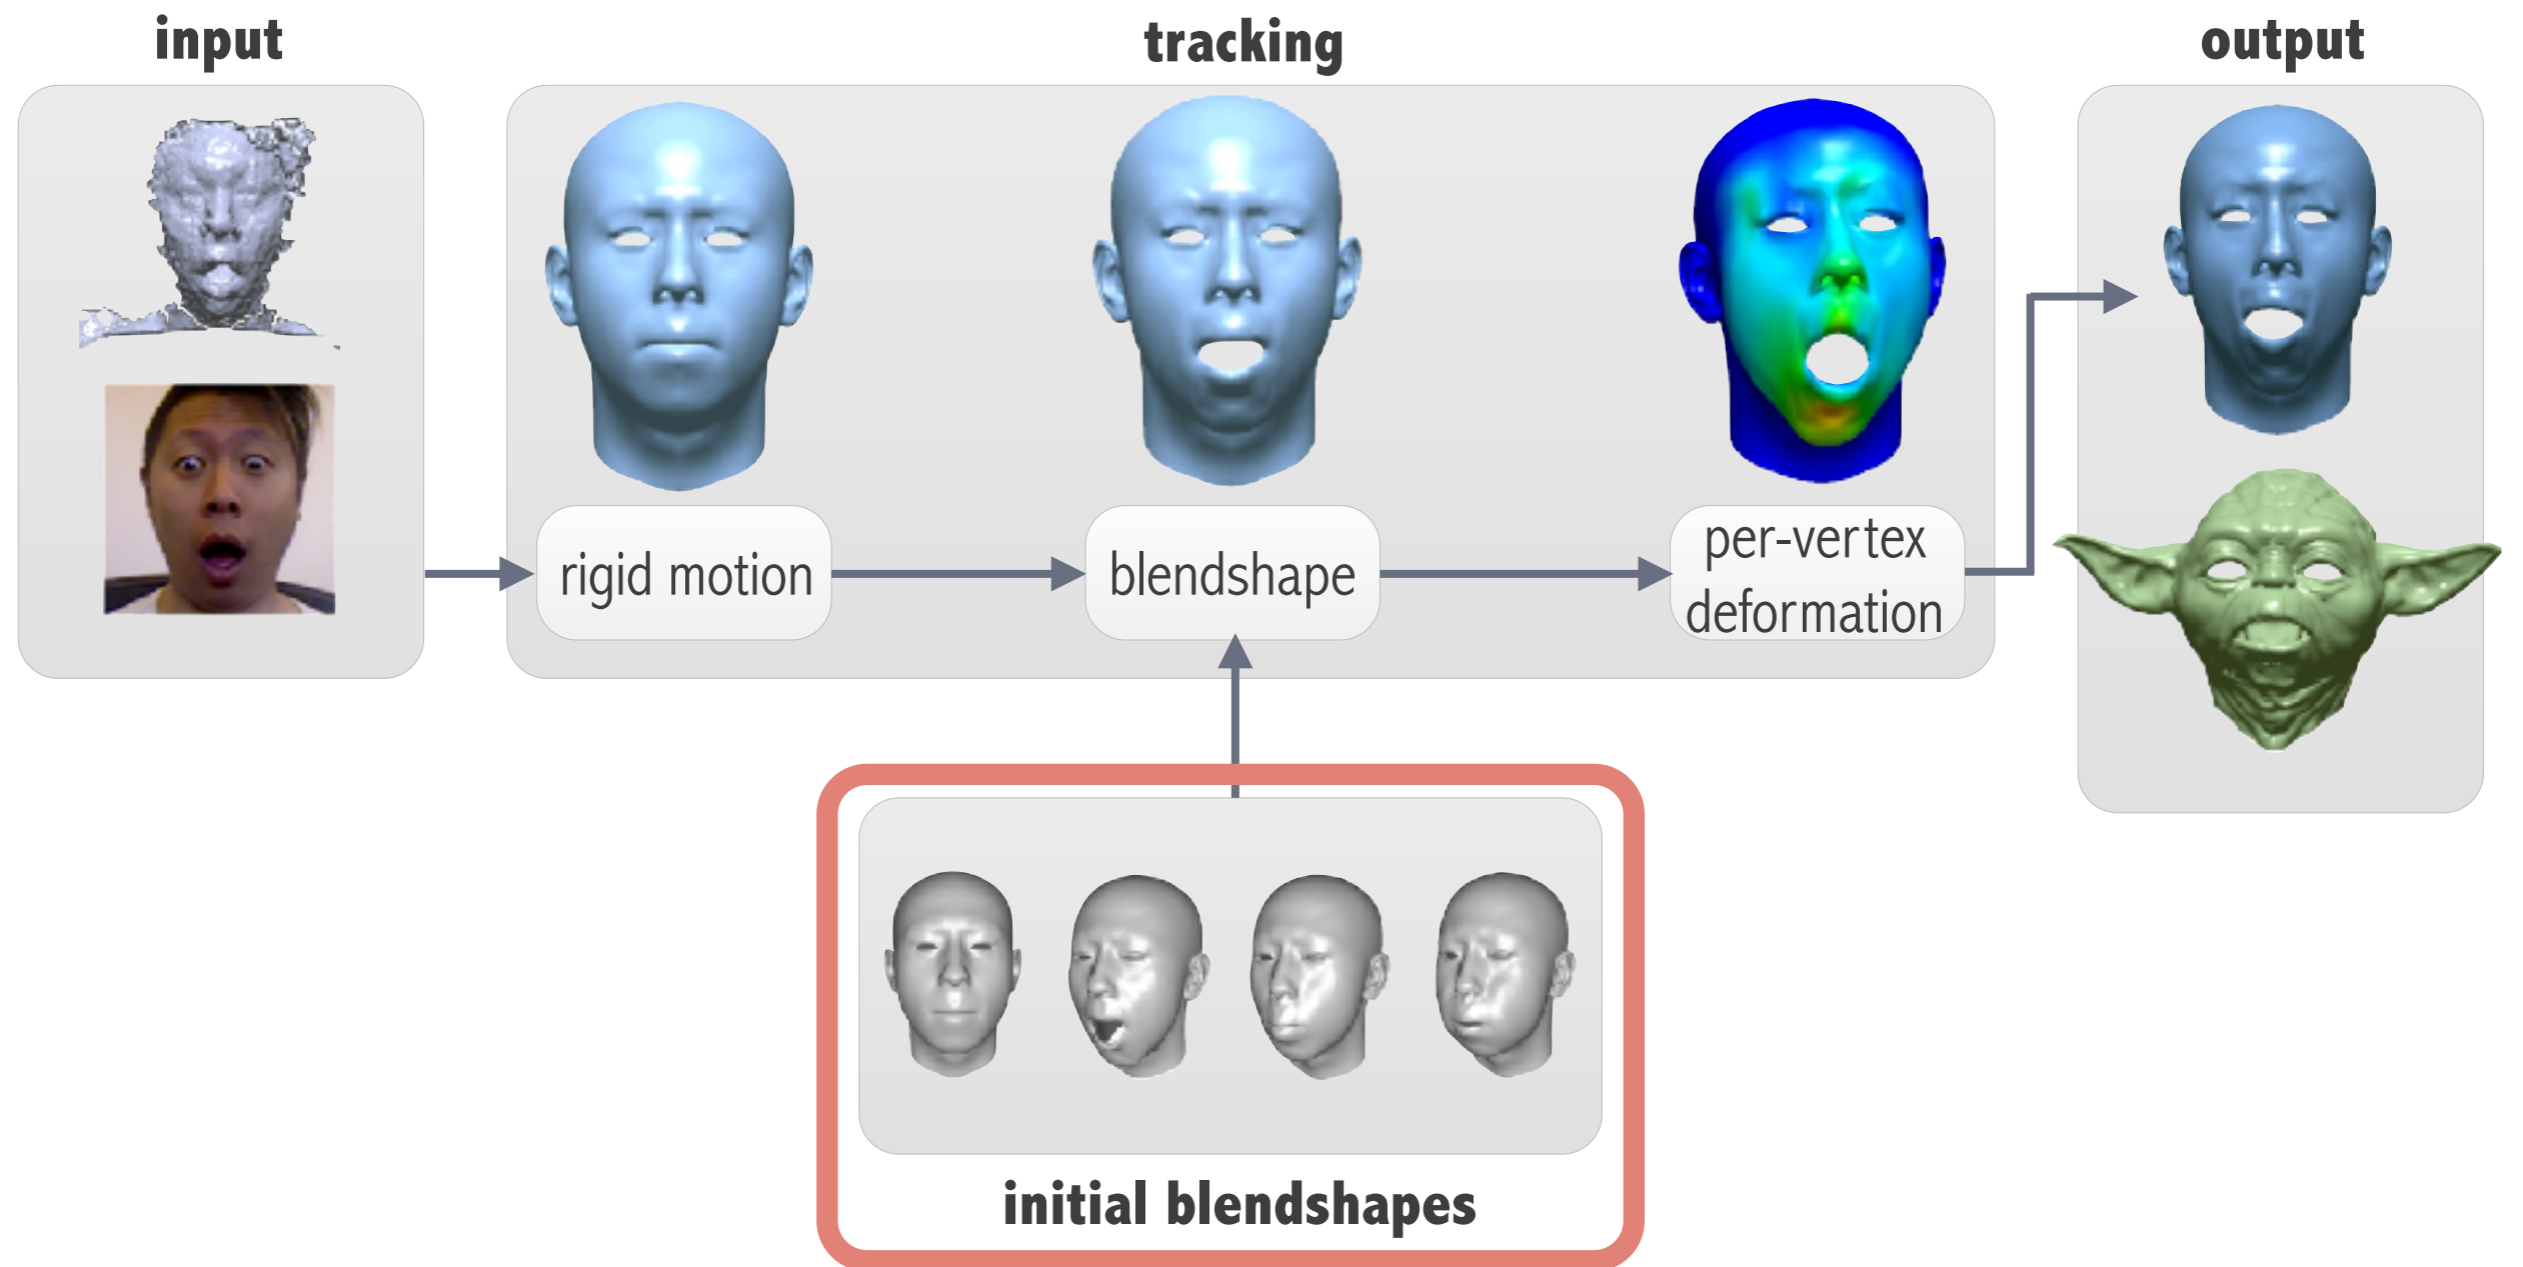 input
tracking
output
rigid motion
blendshape
per-vertex
deformation
initial blendshapes